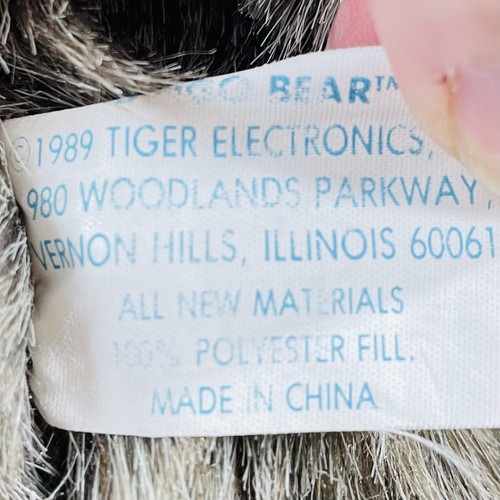 BEAR™
©1989 TIGER ELECTRONICS,
980 WOODLANDS PARKWAY,
VERNON HILLS, ILLINOIS 60061
ALL NEW MATERIALS
100% POLYESTER FILL.
MADE IN CHINA